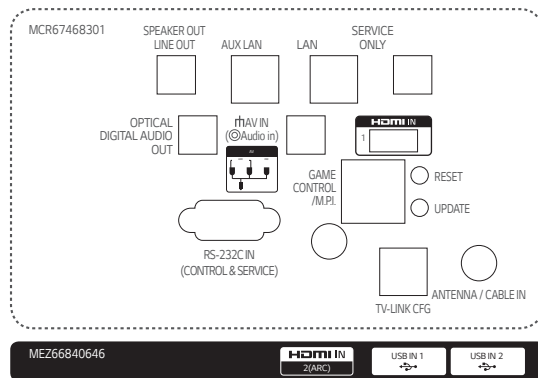 MCR67468301
SPEAKER OUT
LINE OUT
AUX LAN
LAN
SERVICE
ONLY
OPTICAL
DIGITAL AUDIO
OUT
AV IN
(Audio in)
AV
HDMI IN
1
GAME
CONTROL
/M.P.I.
RESET
UPDATE
RS-232C IN
(CONTROL & SERVICE)
TV-LINK CFG
ANTENNA / CABLE IN
MEZ66840646
HDMI IN
2(ARC)
USB IN 1
USB IN 2